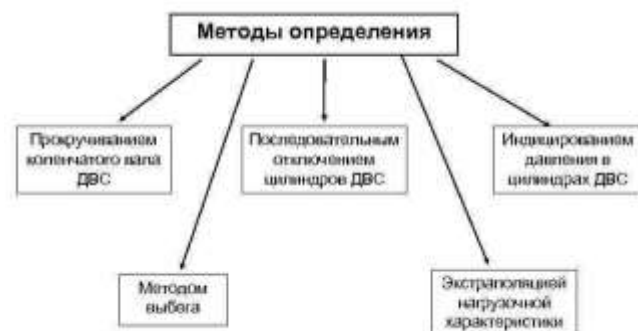 Методы определения
Прокручиванием
коленчатого вала
ДВС
Последовательным
отключением
цилиндров ДВС
Индицированием
давления в
цилиндрах ДВС
Методом
выбега
Экстраполяцией
нагрузочной
характеристики